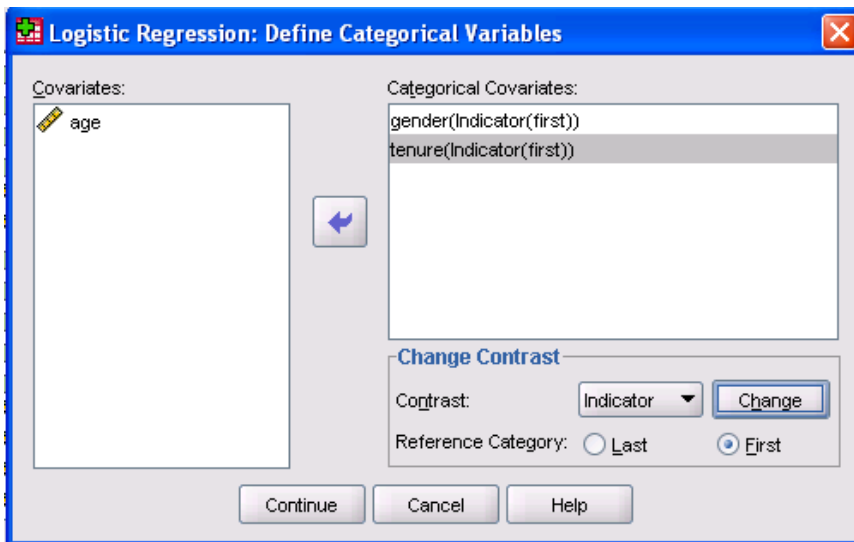 Logistic Regression: Define Categorical Variables
Covariates:
age
Categorical Covariates:
gender(Indicator(first))
tenure(Indicator(first))
Change Contrast
Contrast: Indicator Change
Reference Category: Last First
Continue Cancel Help